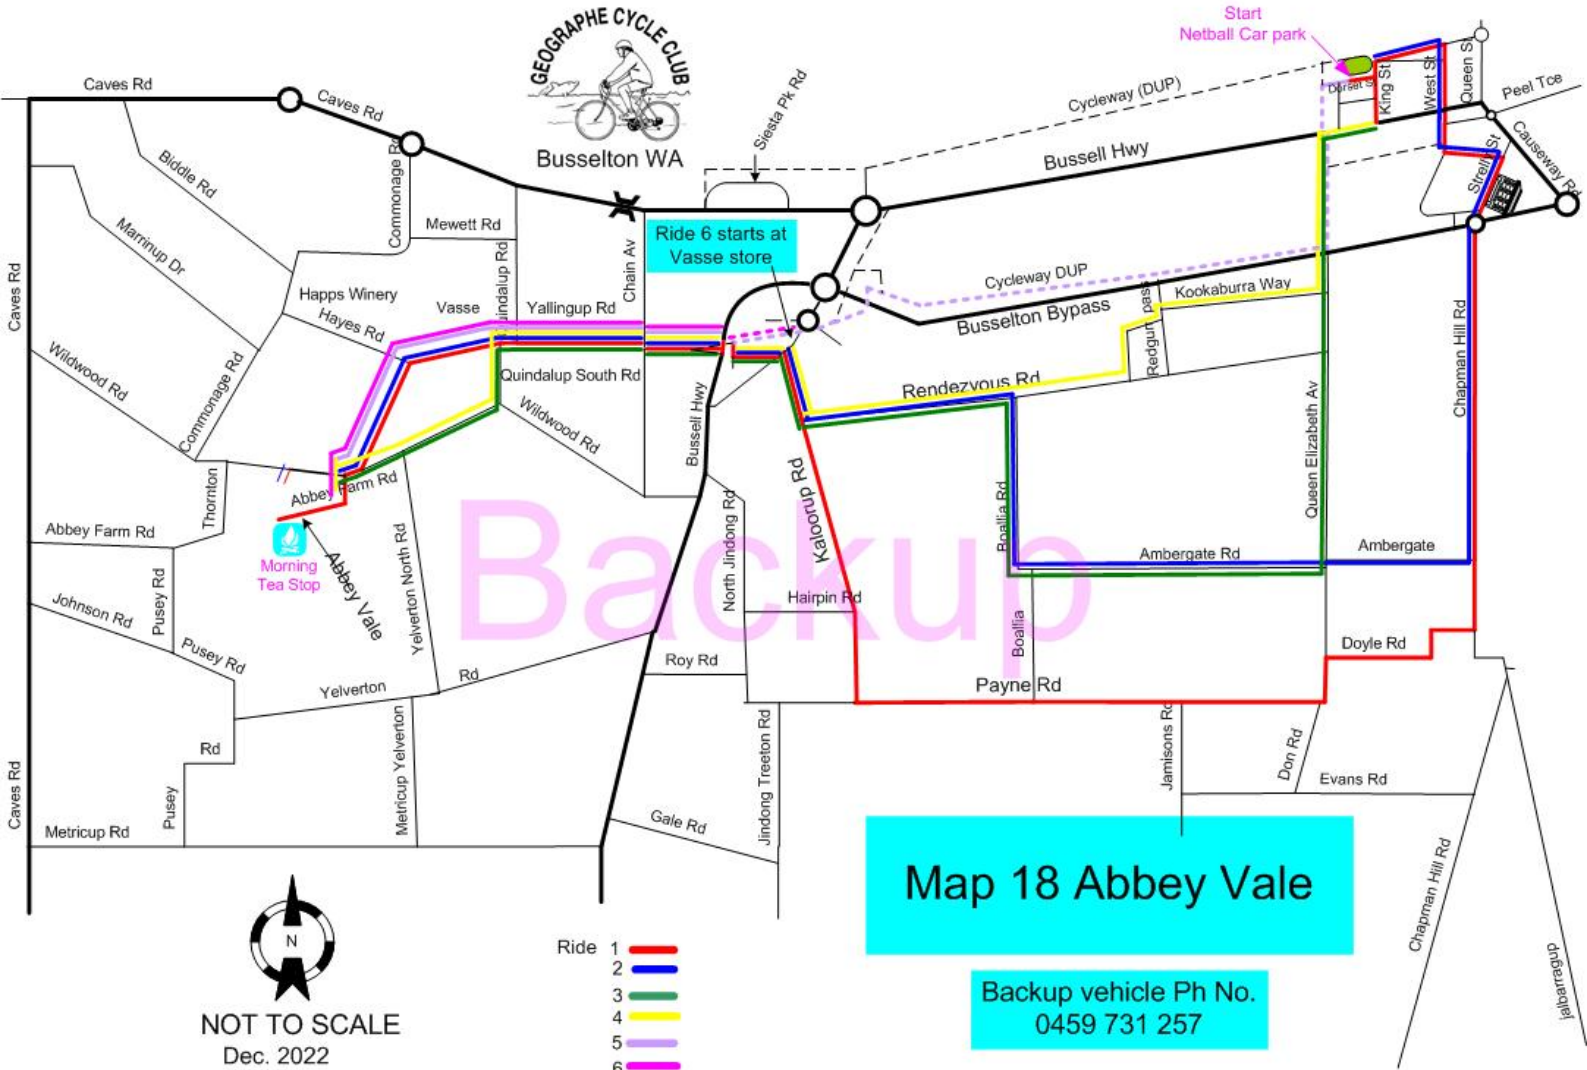 Start
Netball Car park
GEOGRAPHE CYCLE CLUB
Busselton WA
Caves Rd
Caves Rd
Siesta Pk Rd
Cycleway (DUP)
Dorset St
King St
West St
Queen St
Peel Tce
Causeway Rd
Strelly St
Bussell Hwy
Biddle Rd
Commonage Rd
Mewett Rd
Marrinup Dr
Ride 6 starts at
Vasse store
Chain Av
Quindalup Rd
Caves Rd
Happs Winery
Vasse
Yallingup Rd
Cycleway DUP
Kookaburra Way
Busselton Bypass
Redgum pass
Hayes Rd
Wildwood Rd
Commonage Rd
Quindalup South Rd
Rendezvous Rd
Chapman Hill Rd
Wildwood Rd
Bussell Hwy
Queen Elizabeth Av
Kaloorup Rd
Boallia Rd
Thornton
Abbey Farm Rd
Abbey Farm Rd
Backup
North Jindong Rd
Yelverton North Rd
Ambergate Rd
Ambergate
Morning
Tea Stop
Abbey Vale
Pusey Rd
Johnson Rd
Hairpin Rd
Boallia
Doyle Rd
Pusey Rd
Roy Rd
Yelverton
Rd
Payne Rd
Rd
Pusey
Metricup Yelverton
Jindong Treeton Rd
Jamisons Rd
Don Rd
Evans Rd
Caves Rd
Metricup Rd
Gale Rd
Chapman Hill Rd
jalbarragup
Map 18 Abbey Vale
N
NOT TO SCALE
Dec. 2022
Ride 1
2
3
4
5
6
Backup vehicle Ph No.
0459 731 257